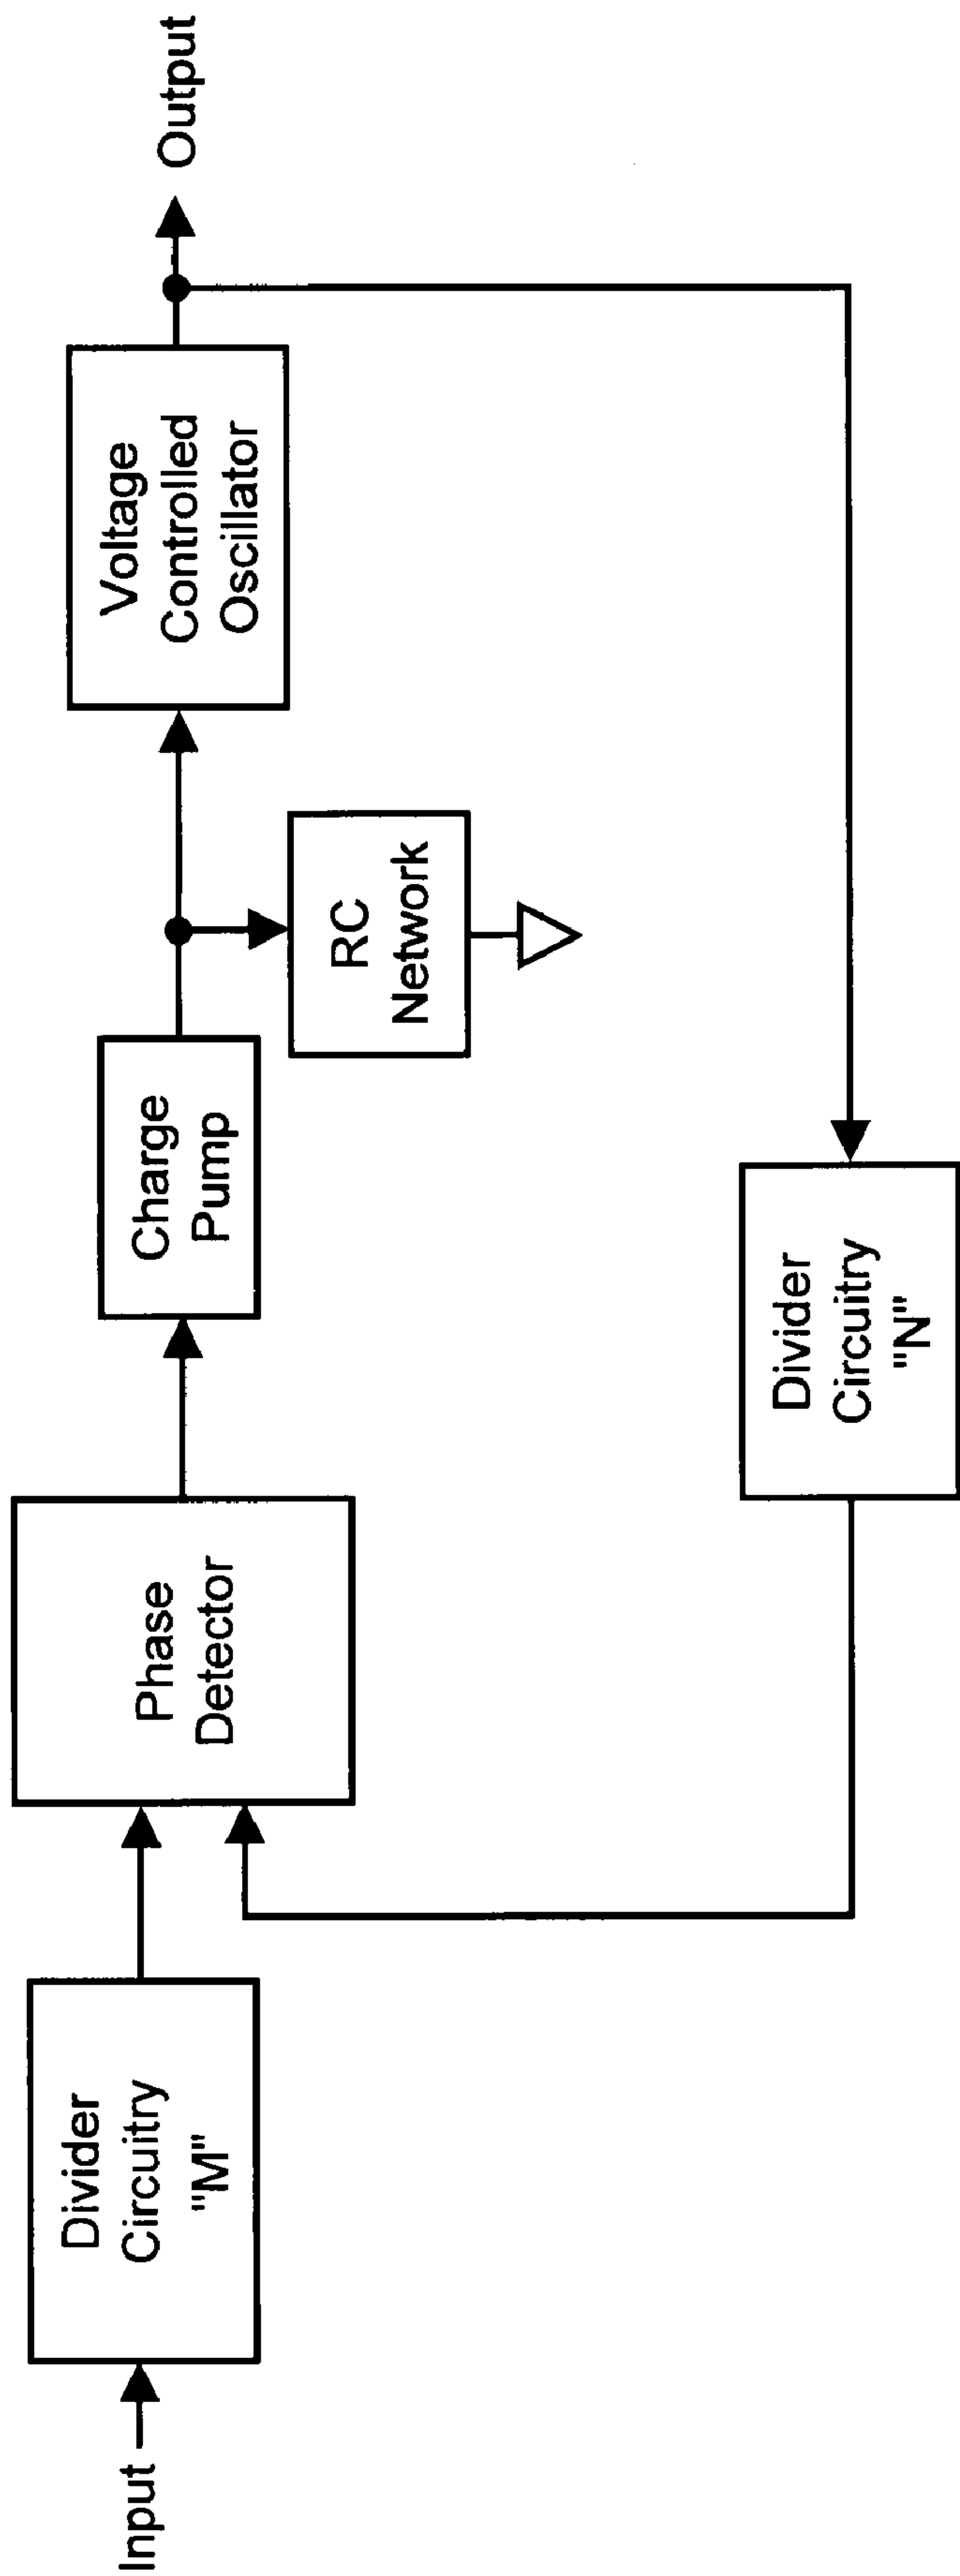 Input
Divider
Circuitry
"M"
Phase
Detector
Charge
Pump
RC
Network
Voltage
Controlled
Oscillator
Output
Divider
Circuitry
"N"